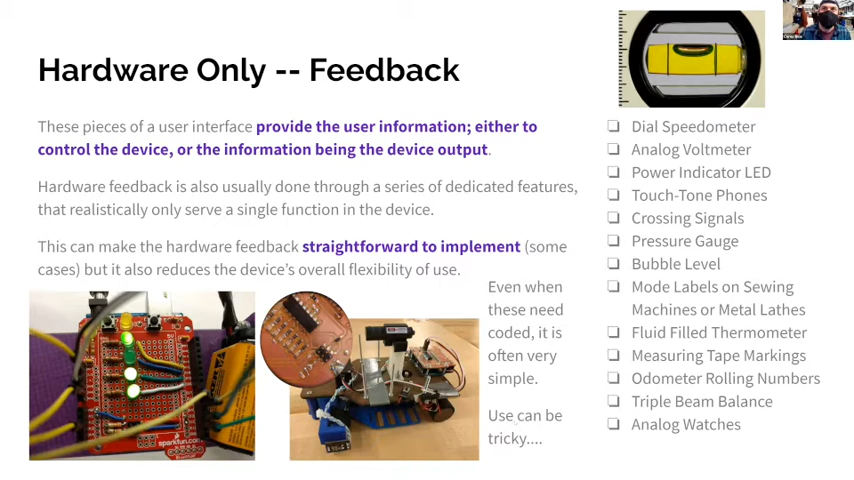 Hardware Only -- Feedback
These pieces of a user interface provide the user information; either to
control the device, or the information being the device output.
Hardware feedback is also usually done through a series of dedicated features,
that realistically only serve a single function in the device.
This can make the hardware feedback straightforward to implement (some
cases) but it also reduces the device's overall flexibility of use.
Even when
these need
coded, it is
often very
simple.
Use can be
tricky....
sparkfun.com
❏ Dial Speedometer
❏ Analog Voltmeter
❏ Power Indicator LED
❏ Touch-Tone Phones
❏ Crossing Signals
❏ Pressure Gauge
❏ Bubble Level
❏ Mode Labels on Sewing
Machines or Metal Lathes
❏ Fluid Filled Thermometer
❏ Measuring Tape Markings
❏ Odometer Rolling Numbers
❏ Triple Beam Balance
❏ Analog Watches